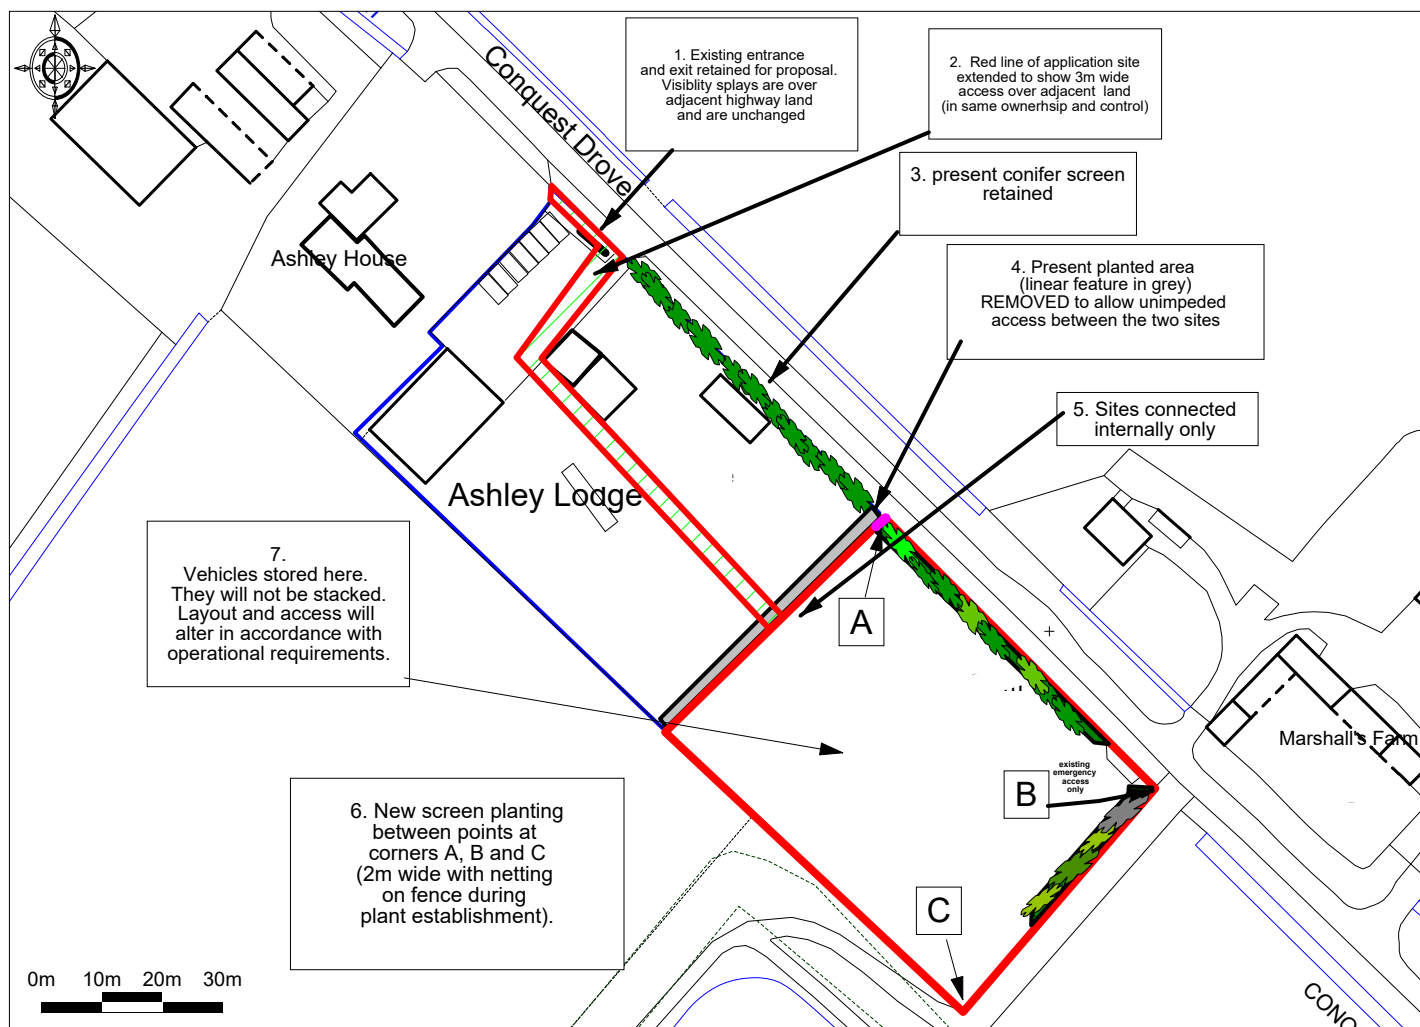 1. Existing entrance
and exit retained for proposal.
Visiblity splays are over
adjacent highway land
and are unchanged
2. Red line of application site
extended to show 3m wide
access over adjacent land
(in same ownerhsip and control)
Conquest Drove
3. present conifer screen
retained
Ashley House
4. Present planted area
(linear feature in grey)
REMOVED to allow unimpeded
access between the two sites
5. Sites connected
internally only
Ashley Lodge
7.
Vehicles stored here.
They will not be stacked.
Layout and access will
alter in accordance with
operational requirements.
A
Marshall's Farm
existing
emergency
access
only
B
6. New screen planting
between points at
corners A, B and C
(2m wide with netting
on fence during
plant establishment).
C
0m 10m 20m 30m
CONQ